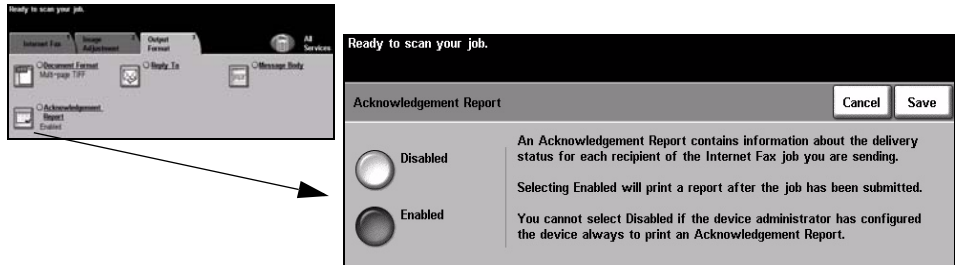 Ready to scan your job.
Internet Fax 1
Image Adjustment 2
Output Format 3
All Services
Document Format
Multi-page TIFF
Reply To
Message Body
Acknowledgement Report
Enabled
Ready to scan your job.
Acknowledgement Report
Cancel
Save
Disabled
An Acknowledgement Report contains information about the delivery
status for each recipient of the Internet Fax job you are sending.
Selecting Enabled will print a report after the job has been submitted.
Enabled
You cannot select Disabled if the device administrator has configured
the device always to print an Acknowledgement Report.